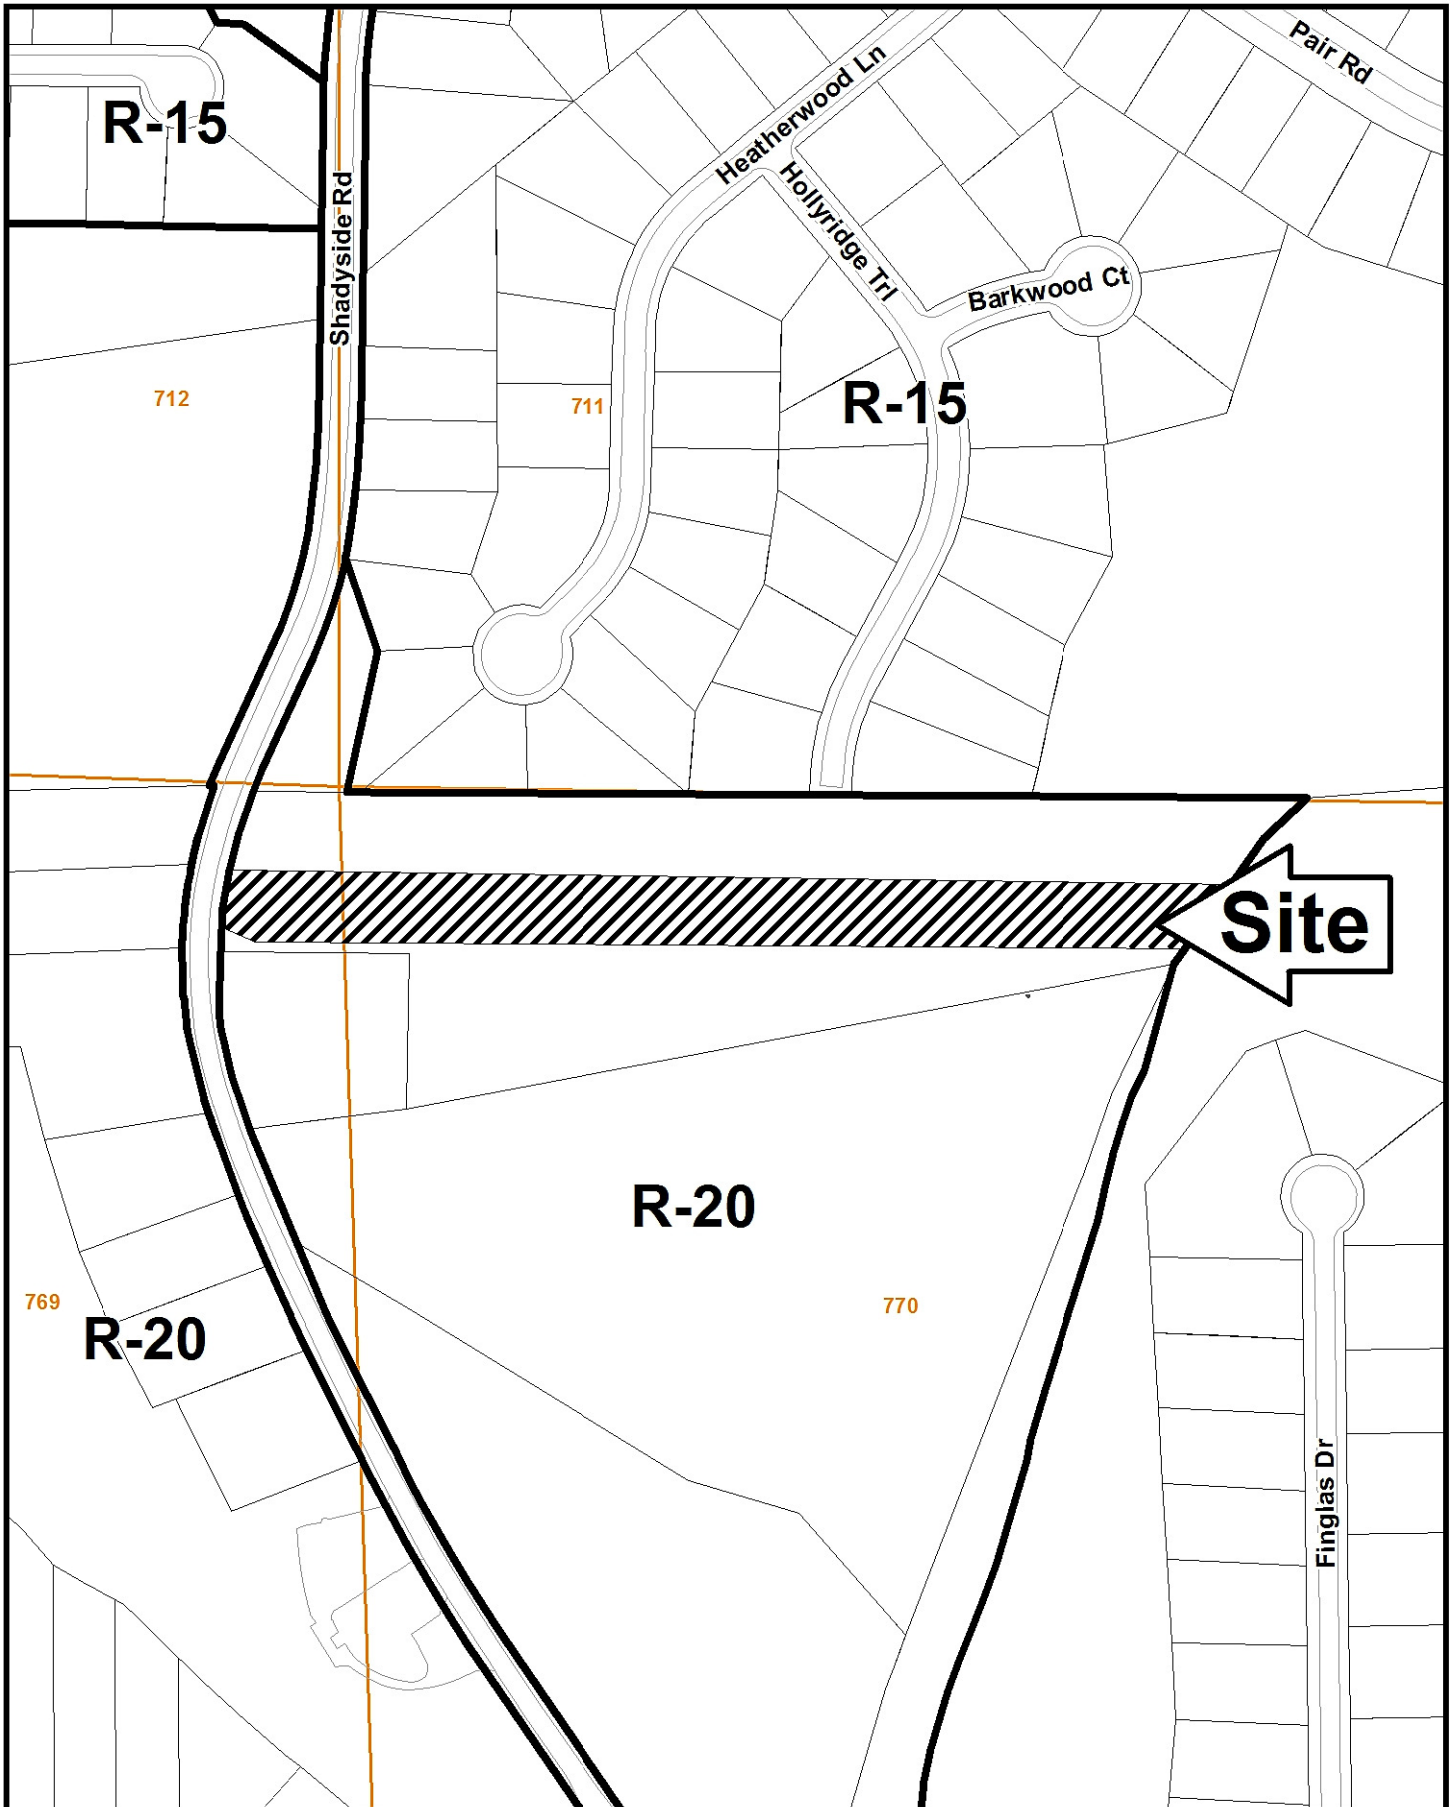 Pair Rd
Heatherwood Ln
R-15
Hollyridge Trl
Shadyside Rd
Barkwood Ct
712
711
R-15
Site
R-20
769
770
R-20
Finglas Dr